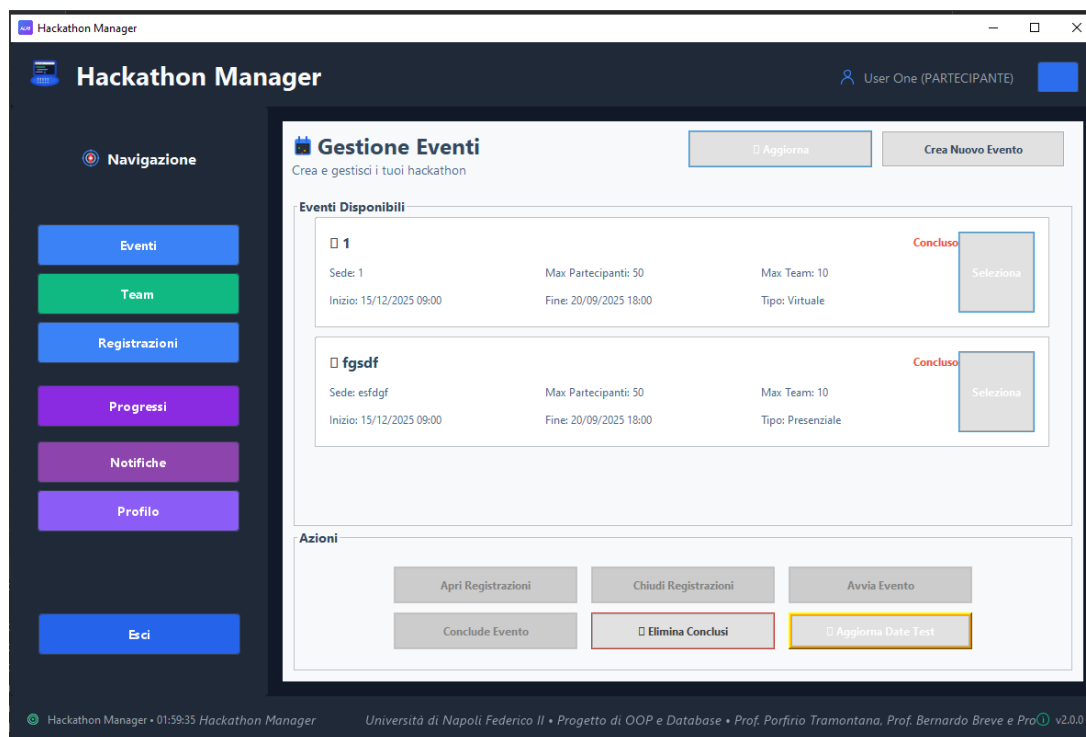 Hackathon Manager
Hackathon Manager
User One (PARTECIPANTE)
Navigazione
Eventi
Team
Registrazioni
Progressi
Notifiche
Profilo
Esci
Gestione Eventi
Crea e gestisci i tuoi hackathon
Aggiorna
Crea Nuovo Evento
Eventi Disponibili
1
Concluso
Seleziona
Sede: 1
Max Partecipanti: 50
Max Team: 10
Inizio: 15/12/2025 09:00
Fine: 20/09/2025 18:00
Tipo: Virtuale
fgsdf
Concluso
Seleziona
Sede: esfdgf
Max Partecipanti: 50
Max Team: 10
Inizio: 15/12/2025 09:00
Fine: 20/09/2025 18:00
Tipo: Presenziale
Azioni
Apri Registrazioni
Chiudi Registrazioni
Avvia Evento
Conclude Evento
Elimina Conclusi
Aggiorna Date Test
Hackathon Manager • 01:59:35 Hackathon Manager
Università di Napoli Federico II • Progetto di OOP e Database • Prof. Porfirio Tramontana, Prof. Bernardo Breve e Pro
v2.0.0